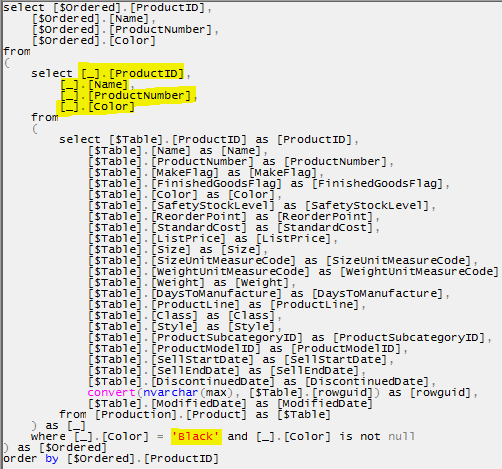 select [$Ordered].[ProductID],
[$Ordered].[Name],
[$Ordered].[ProductNumber],
[$Ordered].[Color]
from
(
select [_].[ProductID],
[_].[Name],
[_].[ProductNumber],
[_].[Color]
from
(
select [$Table].[ProductID] as [ProductID],
[$Table].[Name] as [Name],
[$Table].[ProductNumber] as [ProductNumber],
[$Table].[MakeFlag] as [MakeFlag],
[$Table].[FinishedGoodsFlag] as [FinishedGoodsFlag],
[$Table].[Color] as [Color],
[$Table].[SafetyStockLevel] as [SafetyStockLevel],
[$Table].[ReorderPoint] as [ReorderPoint],
[$Table].[StandardCost] as [StandardCost],
[$Table].[ListPrice] as [ListPrice],
[$Table].[Size] as [Size],
[$Table].[SizeUnitMeasureCode] as [SizeUnitMeasureCode],
[$Table].[WeightUnitMeasureCode] as [WeightUnitMeasureCode]
[$Table].[Weight] as [Weight],
[$Table].[DaysToManufacture] as [DaysToManufacture],
[$Table].[ProductLine] as [ProductLine],
[$Table].[Class] as [Class],
[$Table].[Style] as [Style],
[$Table].[ProductSubcategoryID] as [ProductSubcategoryID],
[$Table].[ProductModelID] as [ProductModelID],
[$Table].[SellStartDate] as [SellStartDate],
[$Table].[SellEndDate] as [SellEndDate],
[$Table].[DiscontinuedDate] as [DiscontinuedDate],
convert(nvarchar(max), [$Table].[rowguid]) as [rowguid],
[$Table].[ModifiedDate] as [ModifiedDate]
from [Production].[Product] as [$Table]
) as [_]
where [_].[Color] = 'Black' and [_].[Color] is not null
) as [$Ordered]
order by [$Ordered].[ProductID]